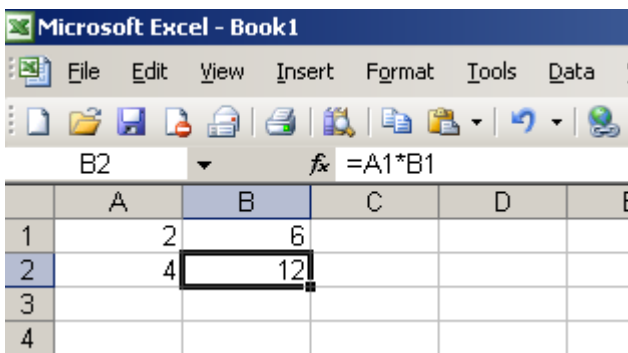 Microsoft Excel - Book1
File Edit View Insert Format Tools Data
B2 fx =A1*B1
A B C D
1 2 6
2 4 12
3
4